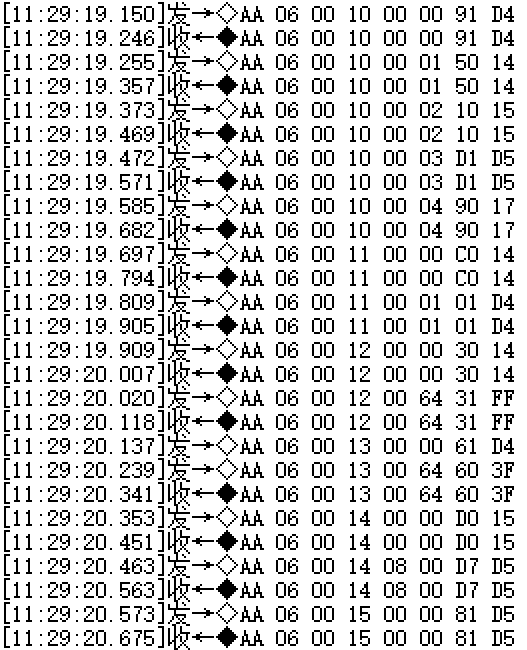 [11:29:19.150]发→◇AA 06 00 10 00 00 91 D4
[11:29:19.246]收←◆AA 06 00 10 00 00 91 D4
[11:29:19.255]发→◇AA 06 00 10 00 01 50 14
[11:29:19.357]收←◆AA 06 00 10 00 01 50 14
[11:29:19.373]发→◇AA 06 00 10 00 02 10 15
[11:29:19.469]收←◆AA 06 00 10 00 02 10 15
[11:29:19.472]发→◇AA 06 00 10 00 03 D1 D5
[11:29:19.571]收←◆AA 06 00 10 00 03 D1 D5
[11:29:19.585]发→◇AA 06 00 10 00 04 90 17
[11:29:19.682]收←◆AA 06 00 10 00 04 90 17
[11:29:19.697]发→◇AA 06 00 11 00 00 C0 14
[11:29:19.794]收←◆AA 06 00 11 00 00 C0 14
[11:29:19.809]发→◇AA 06 00 11 00 01 01 D4
[11:29:19.905]收←◆AA 06 00 11 00 01 01 D4
[11:29:19.909]发→◇AA 06 00 12 00 00 30 14
[11:29:20.007]收←◆AA 06 00 12 00 00 30 14
[11:29:20.020]发→◇AA 06 00 12 00 64 31 FF
[11:29:20.118]收←◆AA 06 00 12 00 64 31 FF
[11:29:20.137]发→◇AA 06 00 13 00 00 61 D4
[11:29:20.239]发→◇AA 06 00 13 00 64 60 3F
[11:29:20.341]收←◆AA 06 00 13 00 64 60 3F
[11:29:20.353]发→◇AA 06 00 14 00 00 D0 15
[11:29:20.451]收←◆AA 06 00 14 00 00 D0 15
[11:29:20.463]发→◇AA 06 00 14 08 00 D7 D5
[11:29:20.563]收←◆AA 06 00 14 08 00 D7 D5
[11:29:20.573]发→◇AA 06 00 15 00 00 81 D5
[11:29:20.675]收←◆AA 06 00 15 00 00 81 D5